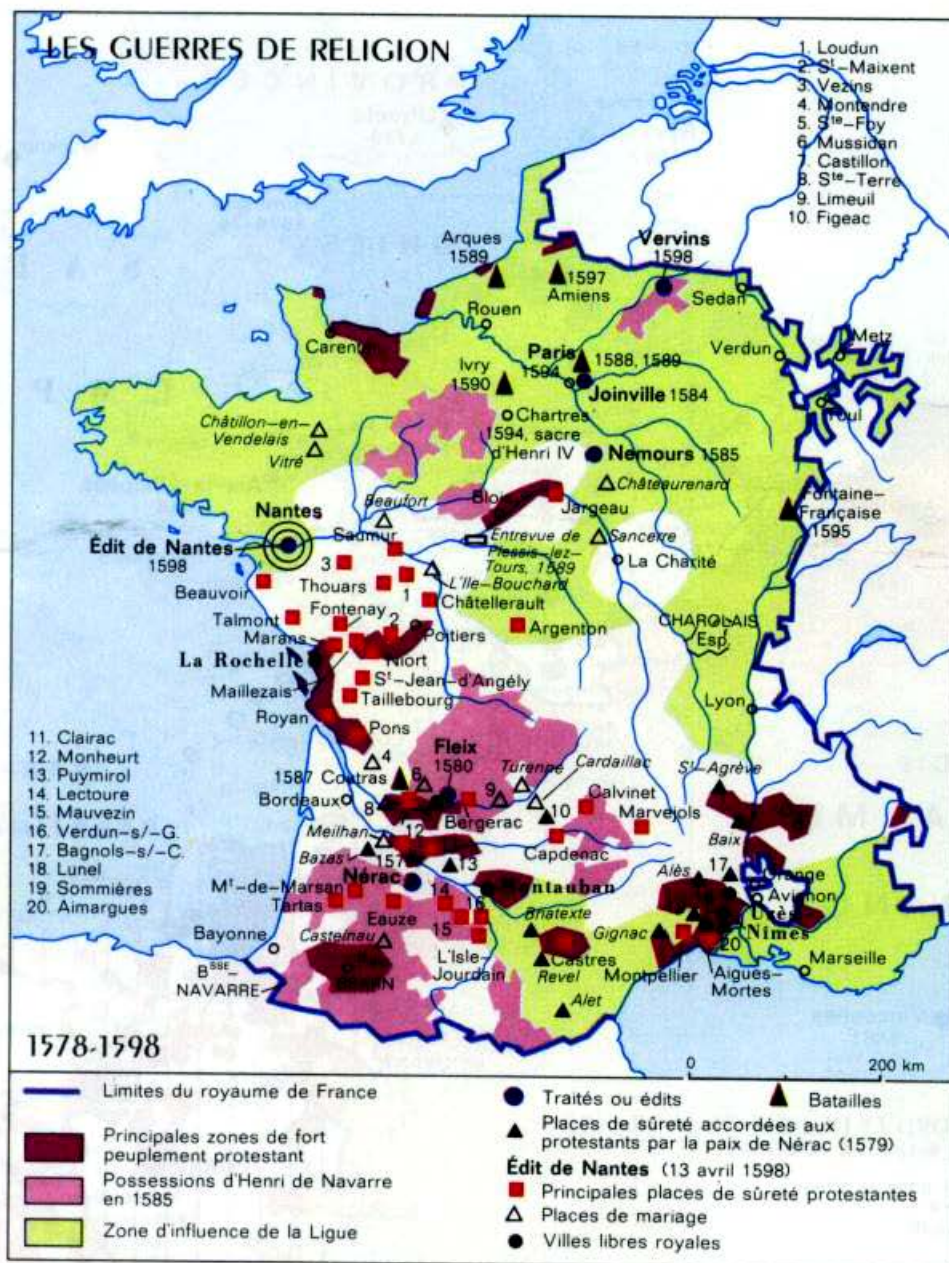 LES GUERRES DE RELIGION
1. Loudun
2. St-Maixent
3. Vezins
4. Montendre
5. Ste-Foy
6. Mussidan
7. Castillon
8. Ste-Terre
9. Limeuil
10. Figeac
Arques
1589
1597
Amiens
Vervins
1598
Sedan
Rouen
Carentan
Verdun
Metz
Toul
Ivry
1590
Paris
1594
1588, 1589
Joinville 1584
Chartres
1594, sacre
d'Henri IV
Nemours 1585
Châtillon-en-
Vendelais
Vitré
Châteaurenard
Beaufort
Blois
Jargeau
Fontaine-
Française
1595
Nantes
Édit de Nantes
1598
Saumur
Entrevue de
Plessis-lez-
Tours, 1589
Sancerre
La Charité
3
Thouars
1
L'Ile-Bouchard
Beauvoir
Châtellerault
Talmont
Fontenay
2
Poitiers
Argenton
CHAROLAIS
Esp.
Marans
La Rochelle
Niort
Maillezais
St-Jean-d'Angély
Taillebourg
Lyon
Royan
Pons
11. Clairac
12. Monheurt
13. Puymirol
14. Lectoure
15. Mauvezin
16. Verdun-s/-G.
17. Bagnols-s/-C.
18. Lunel
19. Sommières
20. Aimargues
4
Fleix
1580
1587
Coutras
6
Turenne
Cardaillac
St-Agrève
Bordeaux
8
9
10
Calvinet
Bergerac
Marvejols
Baix
Meilhan
12
Capdenac
Bazas
13
Alès
17
Orange
Nérac
14
Montauban
Avignon
Mt-de-Marsan
Tartas
16
Uzès
Eauze
15
Briatexte
Gignac
Nîmes
20
Bayonne
Castelnau
L'Isle-
Jourdain
Castres
Revel
Montpellier
Aigues-
Mortes
Marseille
BSSE-
NAVARRE
Alet
1578-1598
0
200 km
Limites du royaume de France
Principales zones de fort
peuplement protestant
Possessions d'Henri de Navarre
en 1585
Zone d'influence de la Ligue
Traités ou édits
Batailles
Places de sûreté accordées aux
protestants par la paix de Nérac (1579)
Édit de Nantes (13 avril 1598)
Principales places de sûreté protestantes
Places de mariage
Villes libres royales